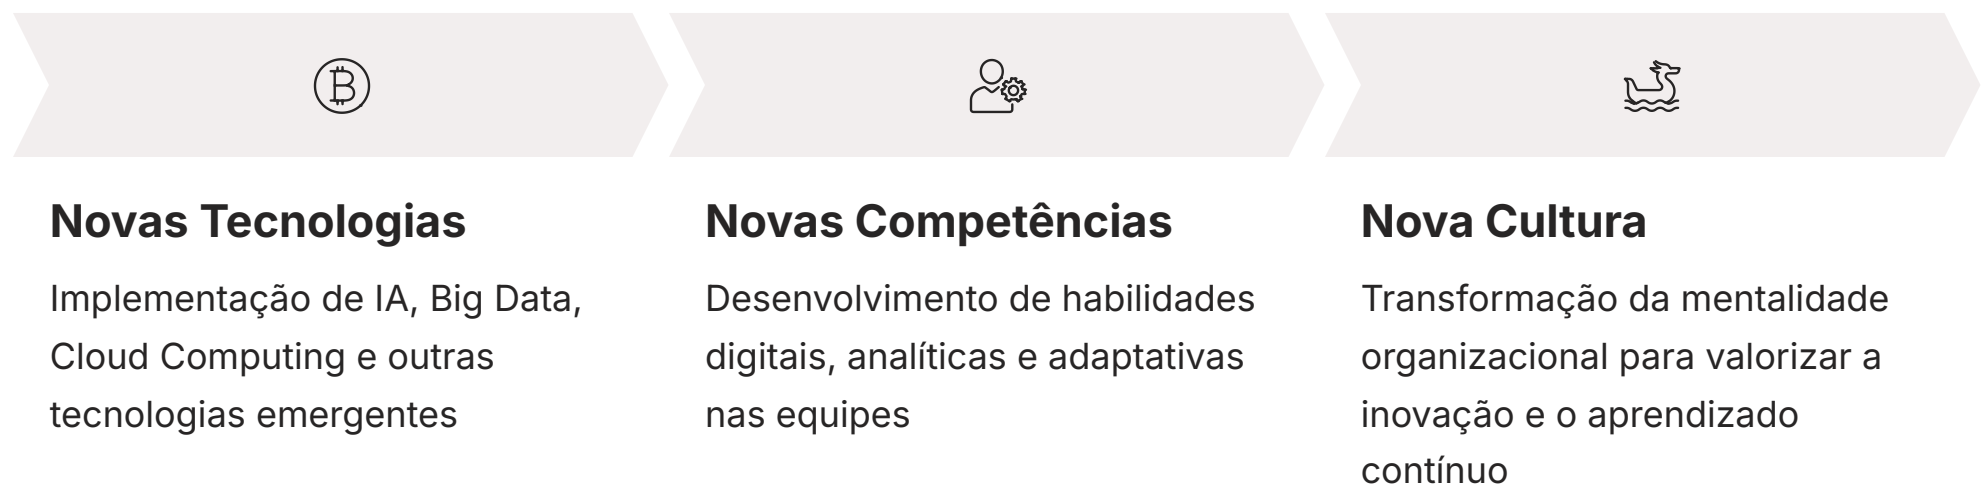 Novas Tecnologias
Implementação de IA, Big Data,
Cloud Computing e outras
tecnologias emergentes
Novas Competências
Desenvolvimento de habilidades
digitais, analíticas e adaptativas
nas equipes
Nova Cultura
Transformação da mentalidade
organizacional para valorizar a
inovação e o aprendizado
contínuo